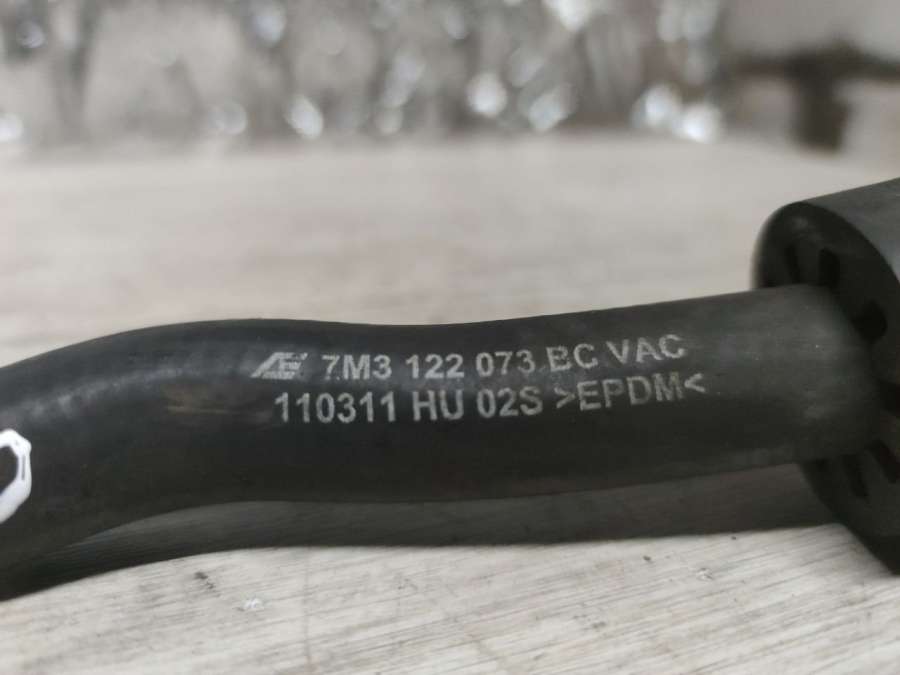 7M3 122 073 BC VAC
110311 HU 02S >EPDM<